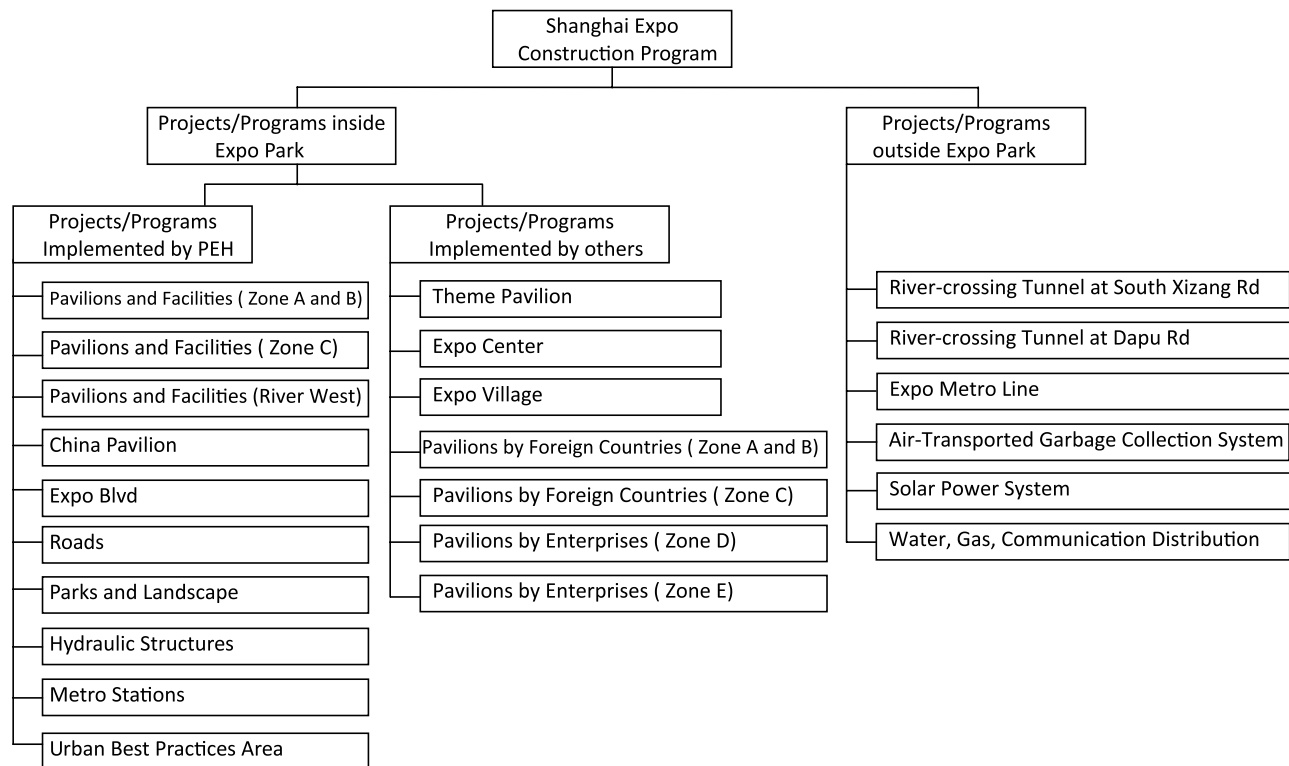 Shanghai Expo
Construction Program
Projects/Programs inside
Expo Park
Projects/Programs
outside Expo Park
Projects/Programs
Implemented by PEH
Projects/Programs
Implemented by others
Pavilions and Facilities ( Zone A and B)
Pavilions and Facilities ( Zone C)
Pavilions and Facilities (River West)
China Pavilion
Expo Blvd
Roads
Parks and Landscape
Hydraulic Structures
Metro Stations
Urban Best Practices Area
Theme Pavilion
Expo Center
Expo Village
Pavilions by Foreign Countries ( Zone A and B)
Pavilions by Foreign Countries ( Zone C)
Pavilions by Enterprises ( Zone D)
Pavilions by Enterprises ( Zone E)
River-crossing Tunnel at South Xizang Rd
River-crossing Tunnel at Dapu Rd
Expo Metro Line
Air-Transported Garbage Collection System
Solar Power System
Water, Gas, Communication Distribution